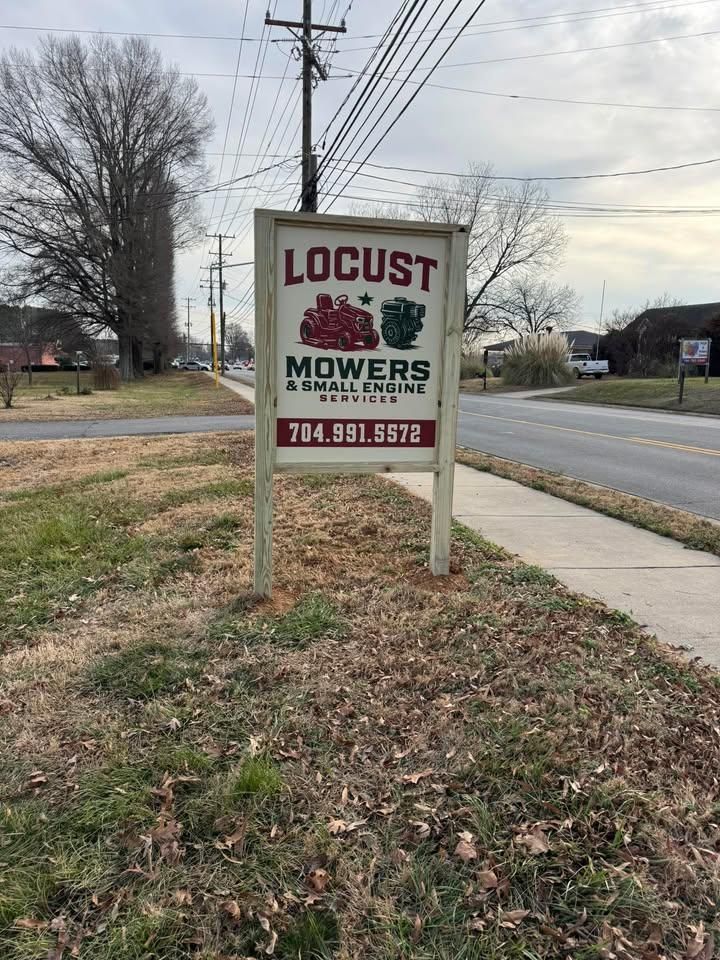 LOCUST
MOWERS
& SMALL ENGINE
SERVICES
704.991.5572